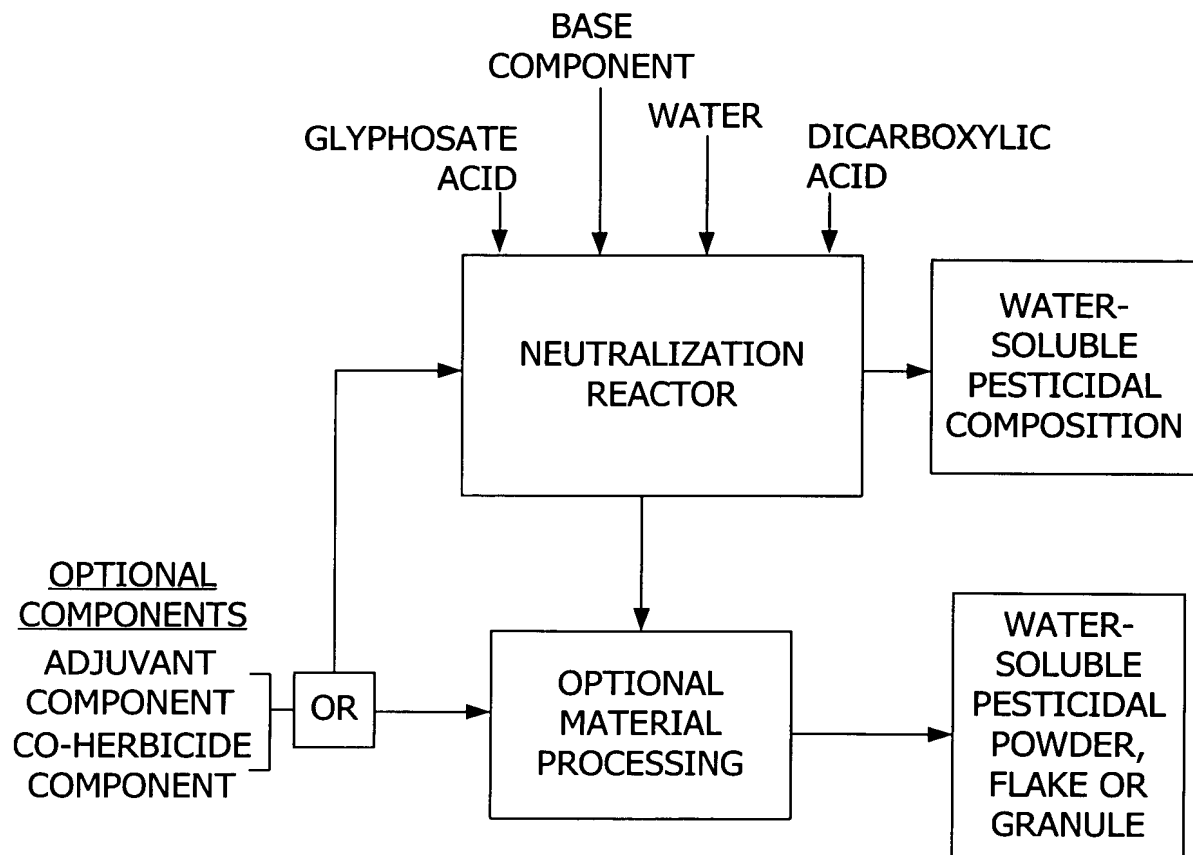 BASE
COMPONENT
WATER
GLYPHOSATE
ACID
DICARBOXYLIC
ACID
NEUTRALIZATION
REACTOR
WATER-
SOLUBLE
PESTICIDAL
COMPOSITION
OPTIONAL
COMPONENTS
ADJUVANT
COMPONENT
CO-HERBICIDE
COMPONENT
OR
OPTIONAL
MATERIAL
PROCESSING
WATER-
SOLUBLE
PESTICIDAL
POWDER,
FLAKE OR
GRANULE